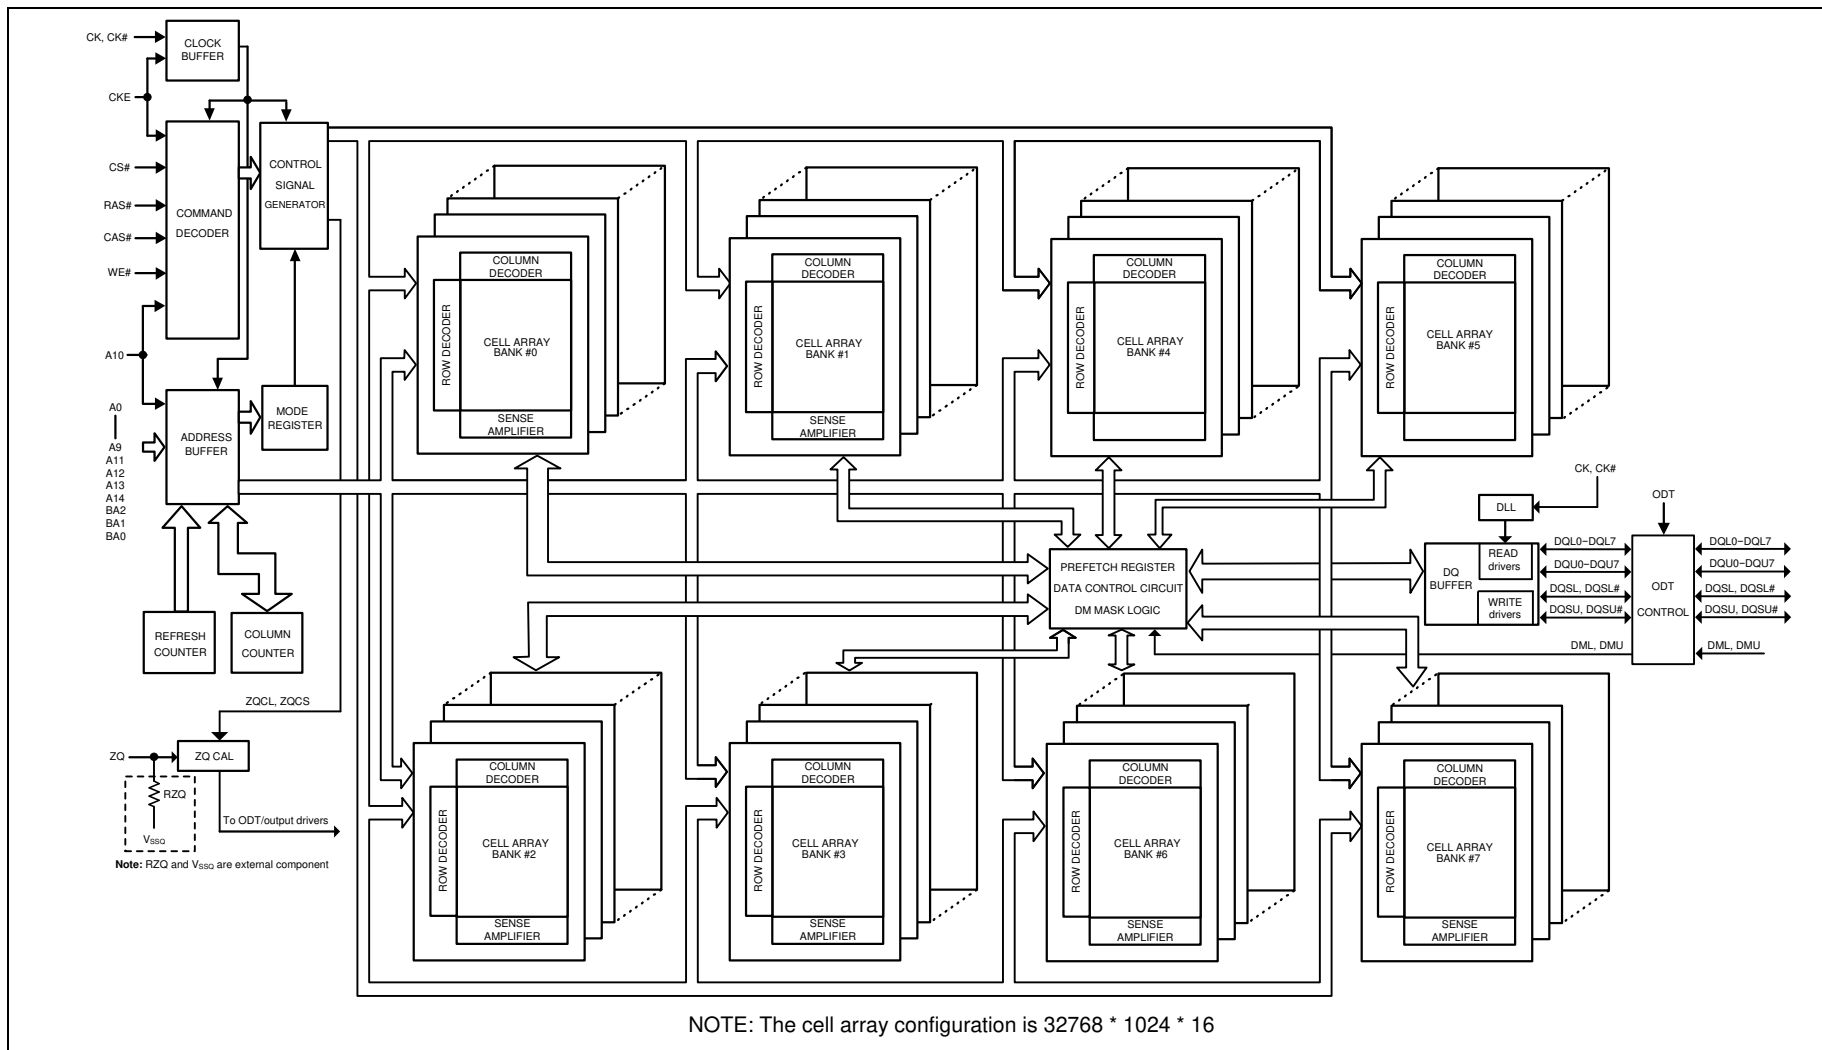 CK, CK#
CLOCK
BUFFER
CKE
CS#
RAS#
CAS#
WE#
COMMAND
DECODER
CONTROL
SIGNAL
GENERATOR
A10
A0
A9
A11
A12
A13
A14
BA2
BA1
BA0
ADDRESS
BUFFER
MODE
REGISTER
REFRESH
COUNTER
COLUMN
COUNTER
ZQCL, ZQCS
ZQ
ZQ CAL
RZQ
VSSQ
To ODT/output drivers
Note: RZQ and VSSQ are external component
COLUMN
DECODER
ROW DECODER
CELL ARRAY
BANK #0
SENSE
AMPLIFIER
COLUMN
DECODER
ROW DECODER
CELL ARRAY
BANK #1
SENSE
AMPLIFIER
COLUMN
DECODER
ROW DECODER
CELL ARRAY
BANK #4
COLUMN
DECODER
ROW DECODER
CELL ARRAY
BANK #5
PREFETCH REGISTER
DATA CONTROL CIRCUIT
DM MASK LOGIC
CK, CK#
DLL
DQ
BUFFER
READ
drivers
WRITE
drivers
DQL0~DQL7
DQU0~DQU7
DQSL, DQSL#
DQSU, DQSU#
DML, DMU
ODT
ODT
CONTROL
DQL0~DQL7
DQU0~DQU7
DQSL, DQSL#
DQSU, DQSU#
DML, DMU
COLUMN
DECODER
ROW DECODER
CELL ARRAY
BANK #2
SENSE
AMPLIFIER
COLUMN
DECODER
ROW DECODER
CELL ARRAY
BANK #3
SENSE
AMPLIFIER
COLUMN
DECODER
ROW DECODER
CELL ARRAY
BANK #6
SENSE
AMPLIFIER
COLUMN
DECODER
ROW DECODER
CELL ARRAY
BANK #7
SENSE
AMPLIFIER
NOTE: The cell array configuration is 32768 * 1024 * 16